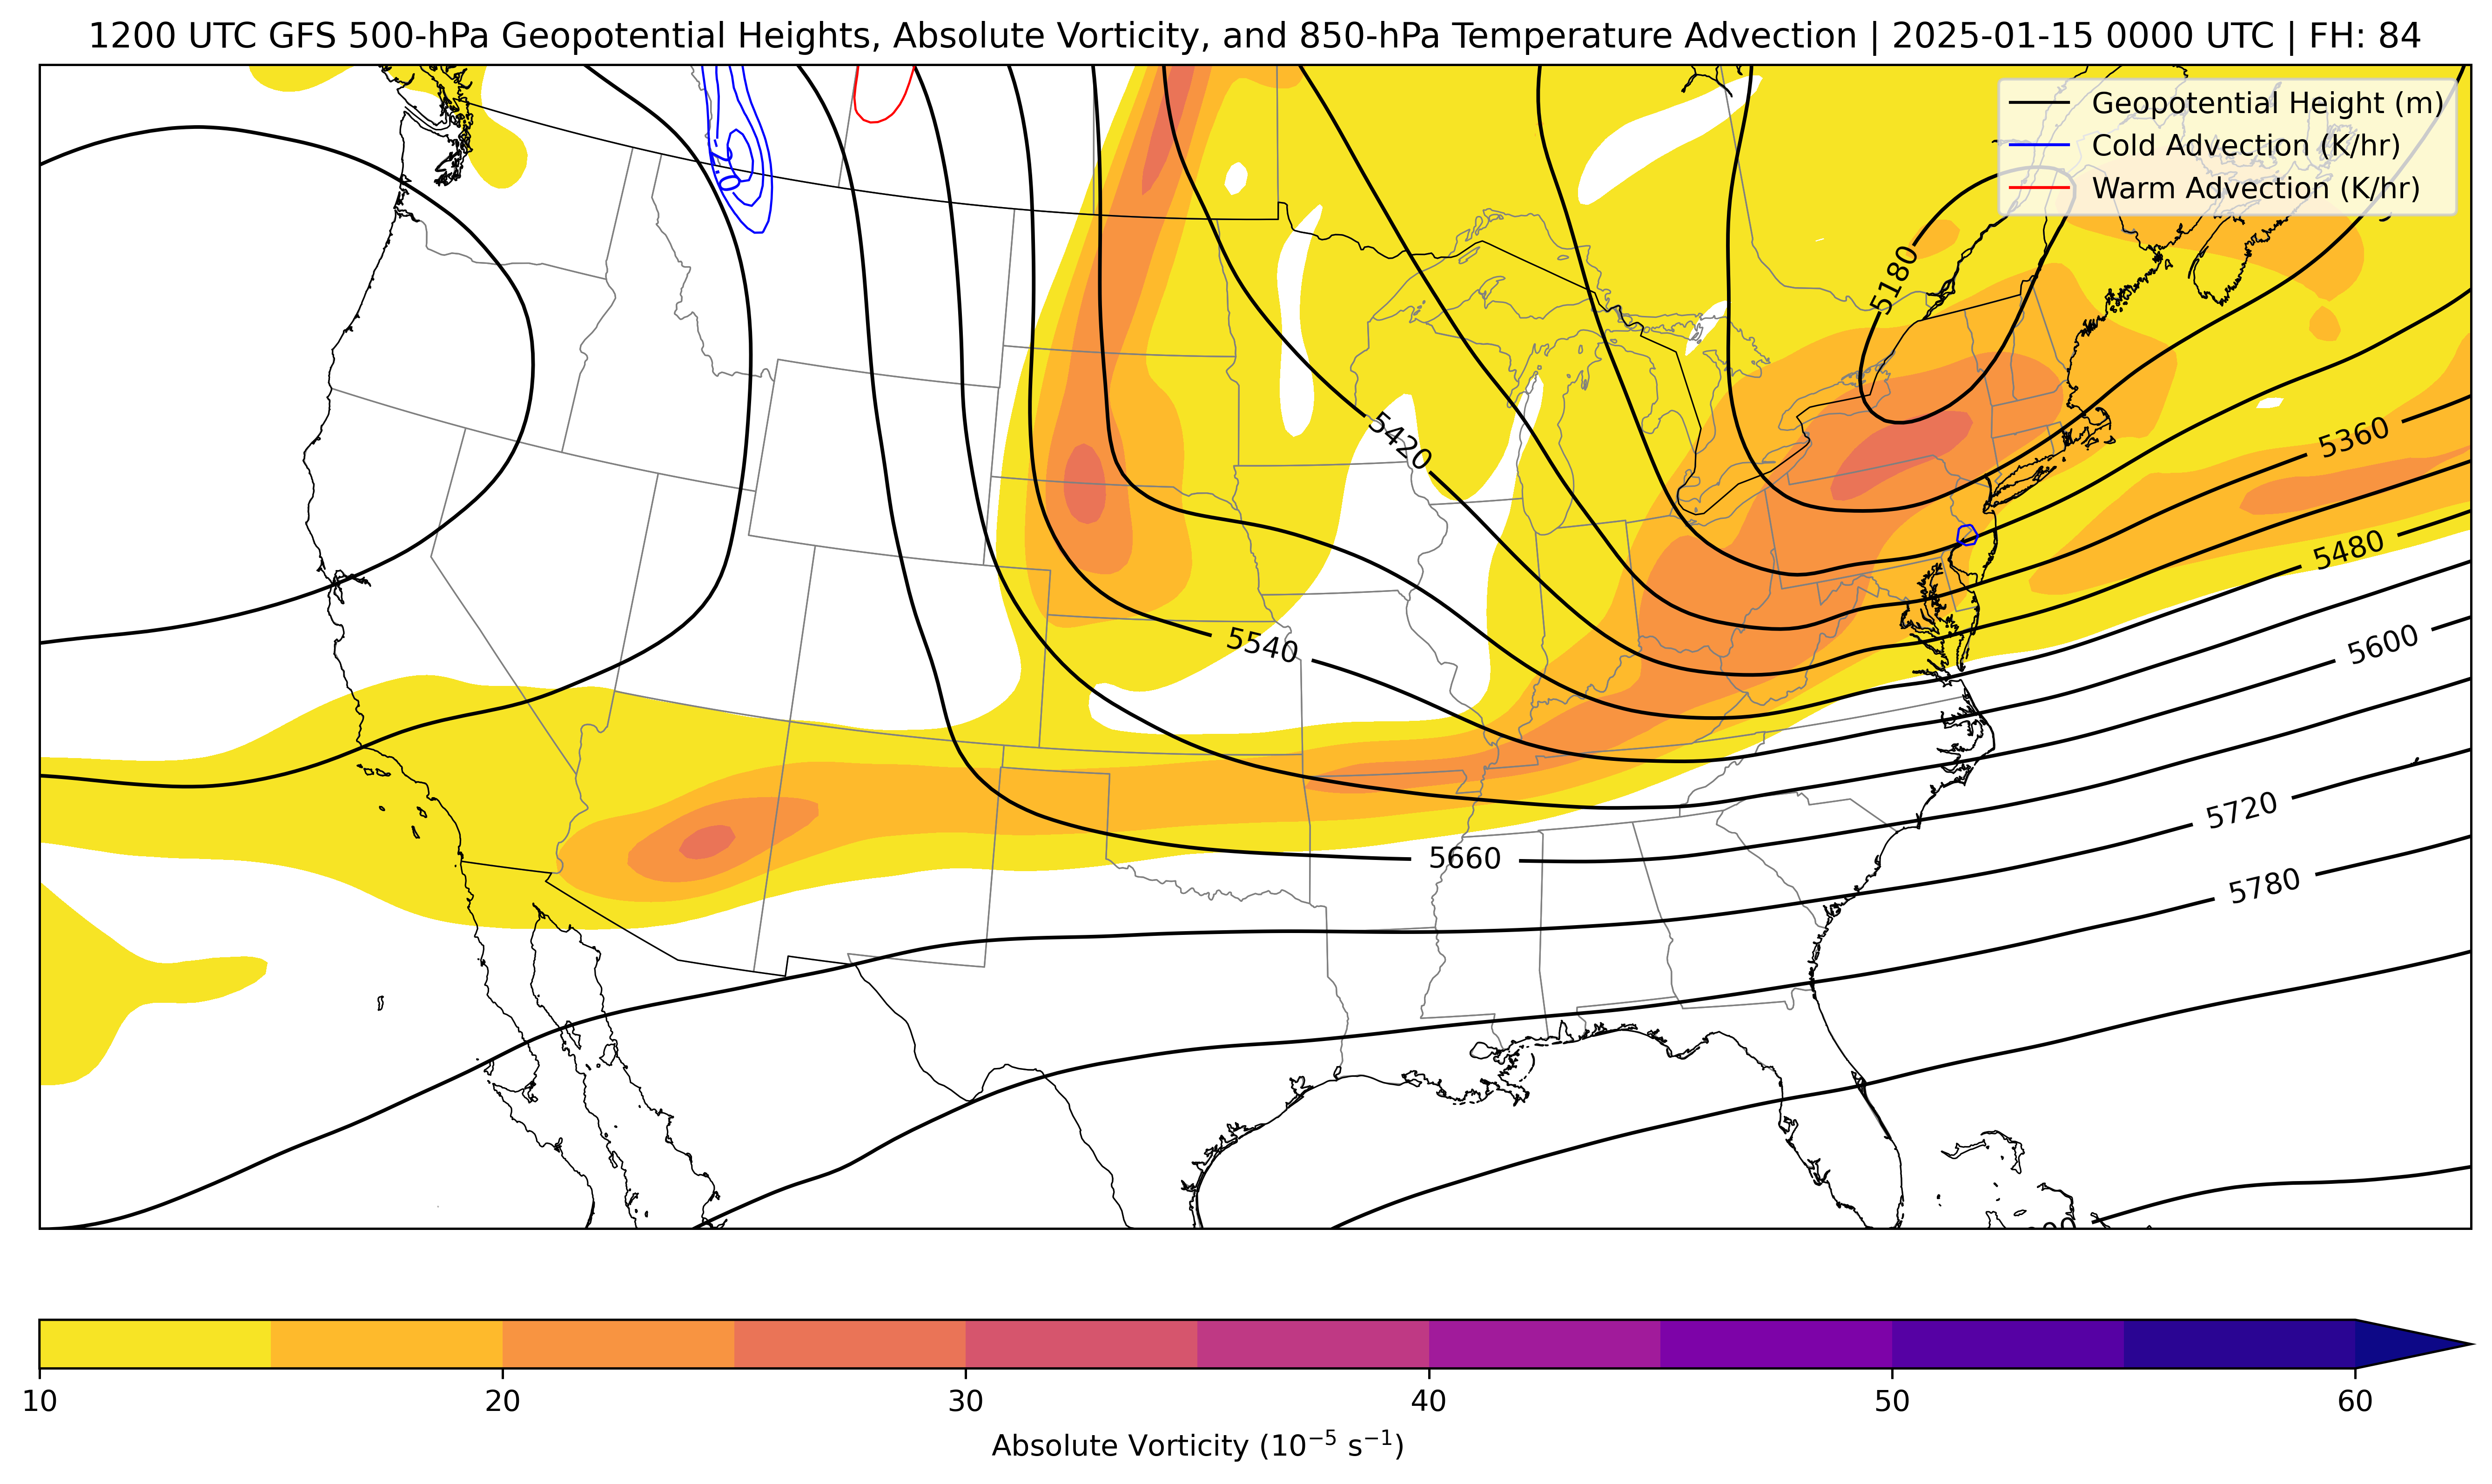 1200 UTC GFS 500-hPa Geopotential Heights, Absolute Vorticity, and 850-hPa Temperature Advection | 2025-01-15 0000 UTC | FH: 84
Geopotential Height (m)
Cold Advection (K/hr)
Warm Advection (K/hr)
5180
5420
5360
5480
5540
5600
5720
5660
5780
10 20 30 40 50 60
Absolute Vorticity (10⁻⁵ s⁻¹)